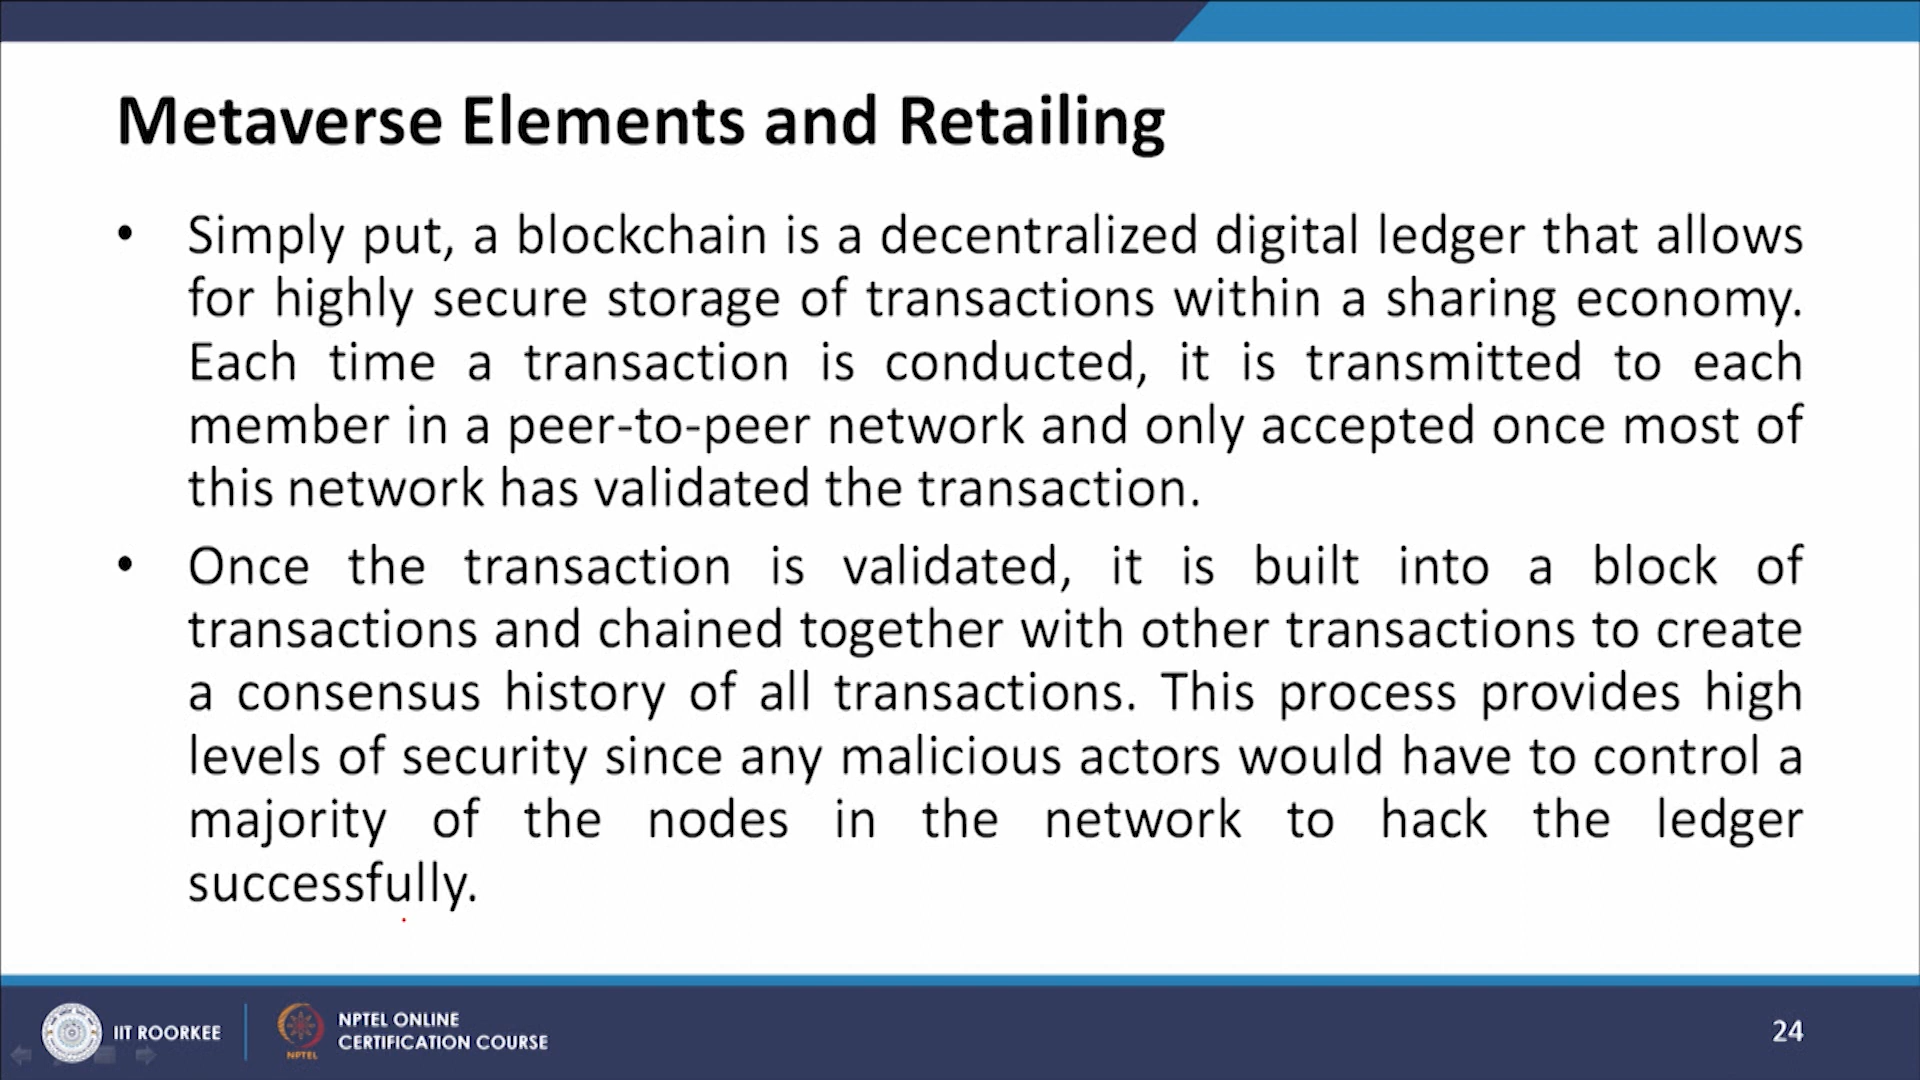 Metaverse Elements and Retailing
• Simply put, a blockchain is a decentralized digital ledger that allows
for highly secure storage of transactions within a sharing economy.
Each time a transaction is conducted, it is transmitted to each
member in a peer-to-peer network and only accepted once most of
this network has validated the transaction.
• Once the transaction is validated, it is built into a block of
transactions and chained together with other transactions to create
a consensus history of all transactions. This process provides high
levels of security since any malicious actors would have to control a
majority of the nodes in the network to hack the ledger
successfully.
IIT ROORKEE
NPTEL
NPTEL ONLINE
CERTIFICATION COURSE
24